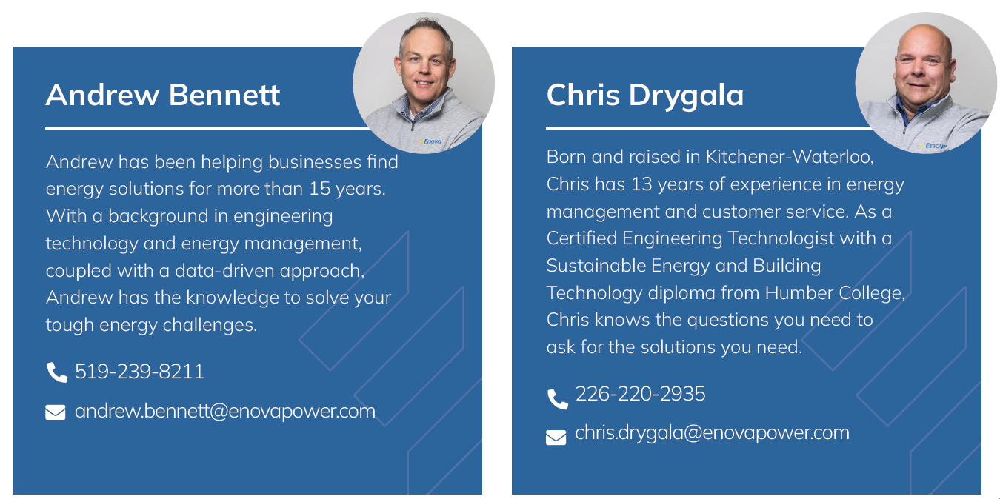 Andrew Bennett
Andrew has been helping businesses find
energy solutions for more than 15 years.
With a background in engineering
technology and energy management,
coupled with a data-driven approach,
Andrew has the knowledge to solve your
tough energy challenges.
519-239-8211
andrew.bennett@enovapower.com
Enova
Chris Drygala
Born and raised in Kitchener-Waterloo,
Chris has 13 years of experience in energy
management and customer service. As a
Certified Engineering Technologist with a
Sustainable Energy and Building
Technology diploma from Humber College,
Chris knows the questions you need to
ask for the solutions you need.
226-220-2935
chris.drygala@enovapower.com
Enova